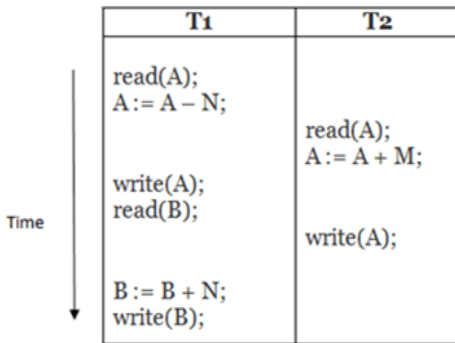 T1 T2
read(A);
A := A – N;
read(A);
A := A + M;
write(A);
read(B);
Time
write(A);
B := B + N;
write(B);